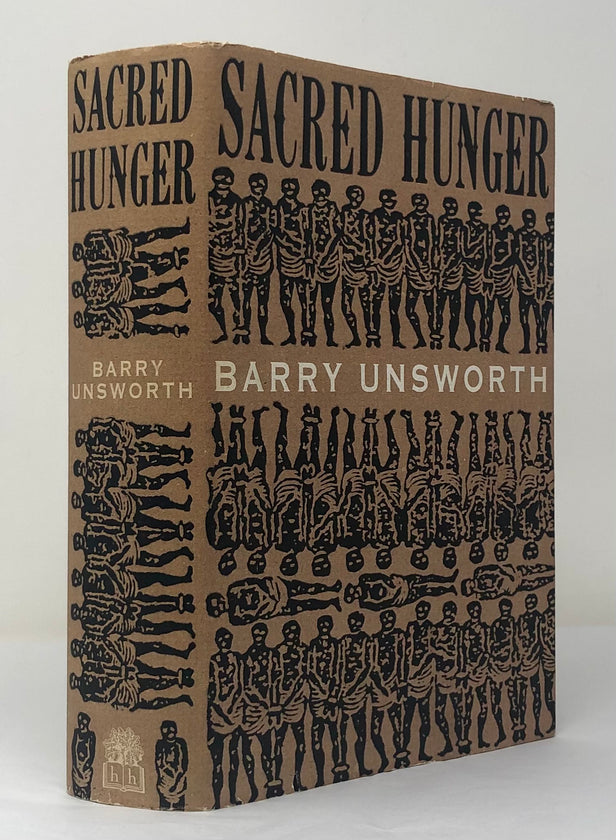 SACRED
HUNGER
BARRY
UNSWORTH
h h
SACRED HUNGER
BARRY UNSWORTH